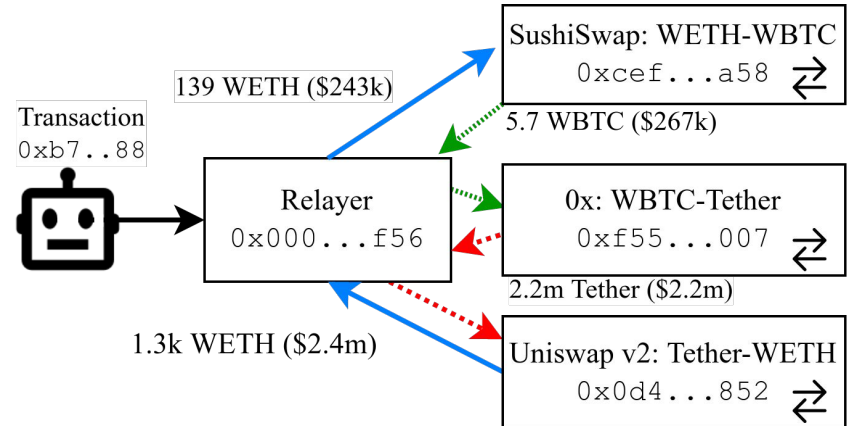 SushiSwap: WETH-WBTC
0xcef...a58
139 WETH ($243k)
5.7 WBTC ($267k)
Transaction
0xb7..88
Relayer
0x000...f56
0x: WBTC-Tether
0xf55...007
2.2m Tether ($2.2m)
1.3k WETH ($2.4m)
Uniswap v2: Tether-WETH
0x0d4...852